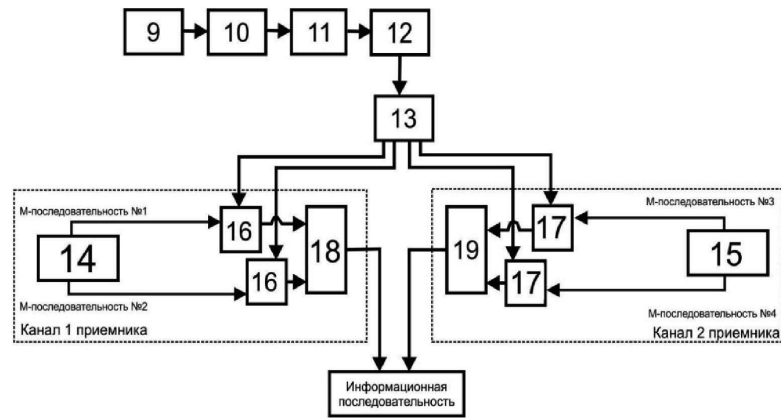 9
10
11
12
13
М-последовательность №1
М-последовательность №3
16
17
14
18
19
15
16
17
М-последовательность №2
М-последовательность №4
Канал 1 приемника
Канал 2 приемника
Информационная
последовательность